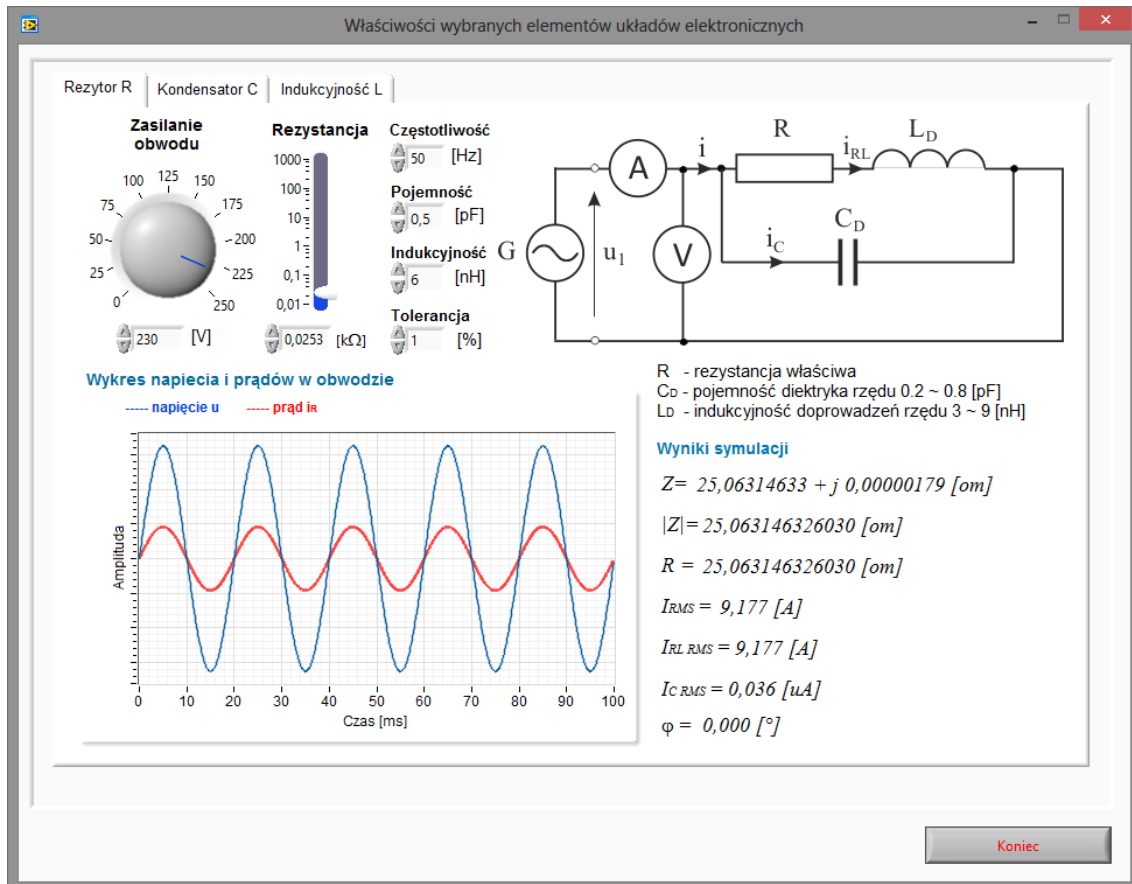 Właściwości wybranych elementów układów elektronicznych
Rezytor R
Kondensator C
Indukcyjność L
Zasilanie
obwodu
0
25
50
75
100
125
150
175
200
225
250
230 [V]
Rezystancja
1000
100
10
1
0,1
0,01
0,0253 [kΩ]
Częstotliwość
50 [Hz]
Pojemność
0,5 [pF]
Indukcyjność
6 [nH]
Tolerancja
1 [%]
G
u1
A
V
i
R
iRL
LD
iC
CD
R - rezystancja właściwa
CD - pojemność diektryka rzędu 0.2 ~ 0.8 [pF]
LD - indukcyjność doprowadzeń rzędu 3 ~ 9 [nH]
Wykres napiecia i prądów w obwodzie
----- napięcie u ----- prąd iR
Amplituda
0 10 20 30 40 50 60 70 80 90 100
Czas [ms]
Wyniki symulacji
Z= 25,06314633 + j 0,00000179 [om]
|Z|= 25,063146326030 [om]
R = 25,063146326030 [om]
IRMS = 9,177 [A]
IRL RMS = 9,177 [A]
IC RMS = 0,036 [uA]
φ = 0,000 [°]
Koniec